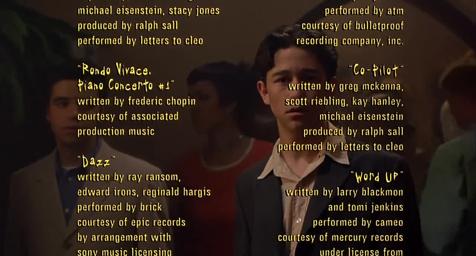 michael eisenstein, stacy jones
produced by ralph sall
performed by letters to cleo
"Rondo Vivace,
Piano Concerto #1"
written by frederic chopin
courtesy of associated
production music
"Dazz"
written by ray ransom,
edward irons, reginald hargis
performed by brick
courtesy of epic records
by arrangement with
sony music licensing
performed by atm
courtesy of bulletproof
recording company, inc.
"Co-Pilot"
written by greg mckenna,
scott riebling, kay hanley,
michael eisenstein
produced by ralph sall
performed by letters to cleo
"Word Up"
written by larry blackmon
and tomi jenkins
performed by cameo
courtesy of mercury records
under license from